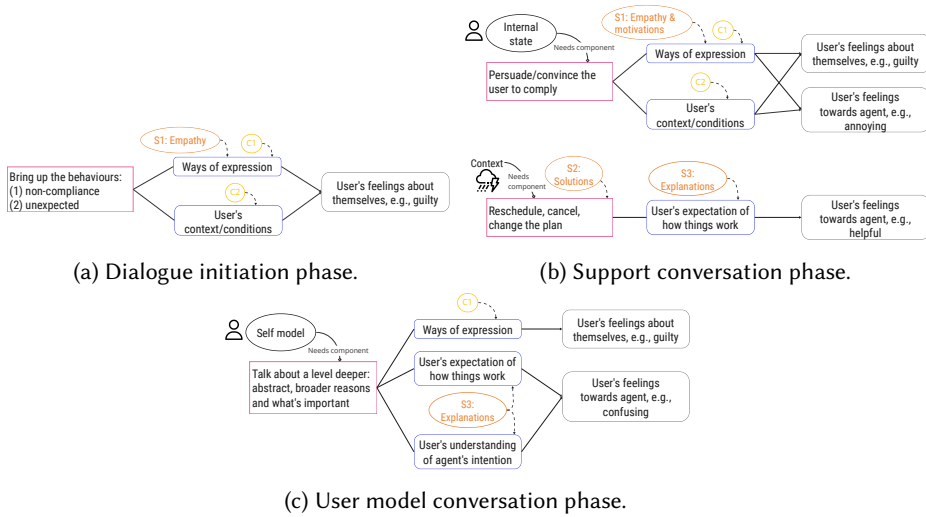 S1: Empathy
C1
Bring up the behaviours:
(1) non-compliance
(2) unexpected
Ways of expression
C2
User's
context/conditions
User's feelings about
themselves, e.g., guilty
(a) Dialogue initiation phase.
Internal
state
Needs component
Persuade/convince the
user to comply
S1: Empathy &
motivations
C1
Ways of expression
C2
User's
context/conditions
User's feelings about
themselves, e.g., guilty
User's feelings
towards agent, e.g.,
annoying
Context
Needs
component
S2:
Solutions
Reschedule, cancel,
change the plan
S3:
Explanations
User's expectation of
how things work
User's feelings
towards agent, e.g.,
helpful
(b) Support conversation phase.
Self model
Needs component
Talk about a level deeper:
abstract, broader reasons
and what's important
C1
Ways of expression
User's expectation of
how things work
S3:
Explanations
User's understanding
of agent's intention
User's feelings about
themselves, e.g., guilty
User's feelings
towards agent, e.g.,
confusing
(c) User model conversation phase.